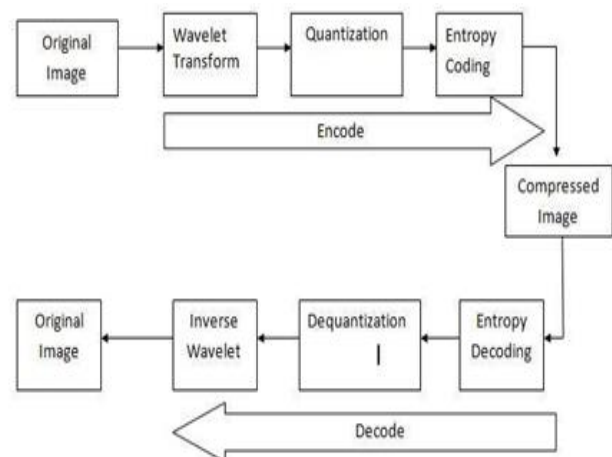 Original
Image
Wavelet
Transform
Quantization
Entropy
Coding
Encode
Compressed
Image
Original
Image
Inverse
Wavelet
Dequantization
Entropy
Decoding
Decode